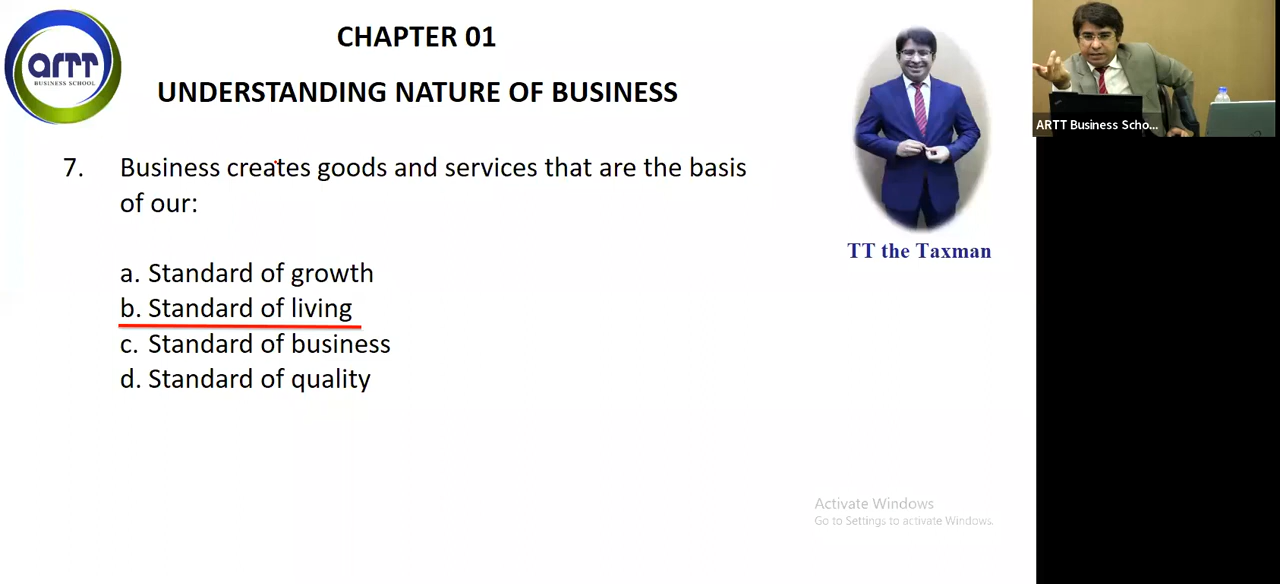 artt
BUSINESS SCHOOL
CHAPTER 01
UNDERSTANDING NATURE OF BUSINESS
TT the Taxman
ARTT Business Scho...
7. Business creates goods and services that are the basis
of our:
a. Standard of growth
b. Standard of living
c. Standard of business
d. Standard of quality
Activate Windows
Go to Settings to activate Windows.